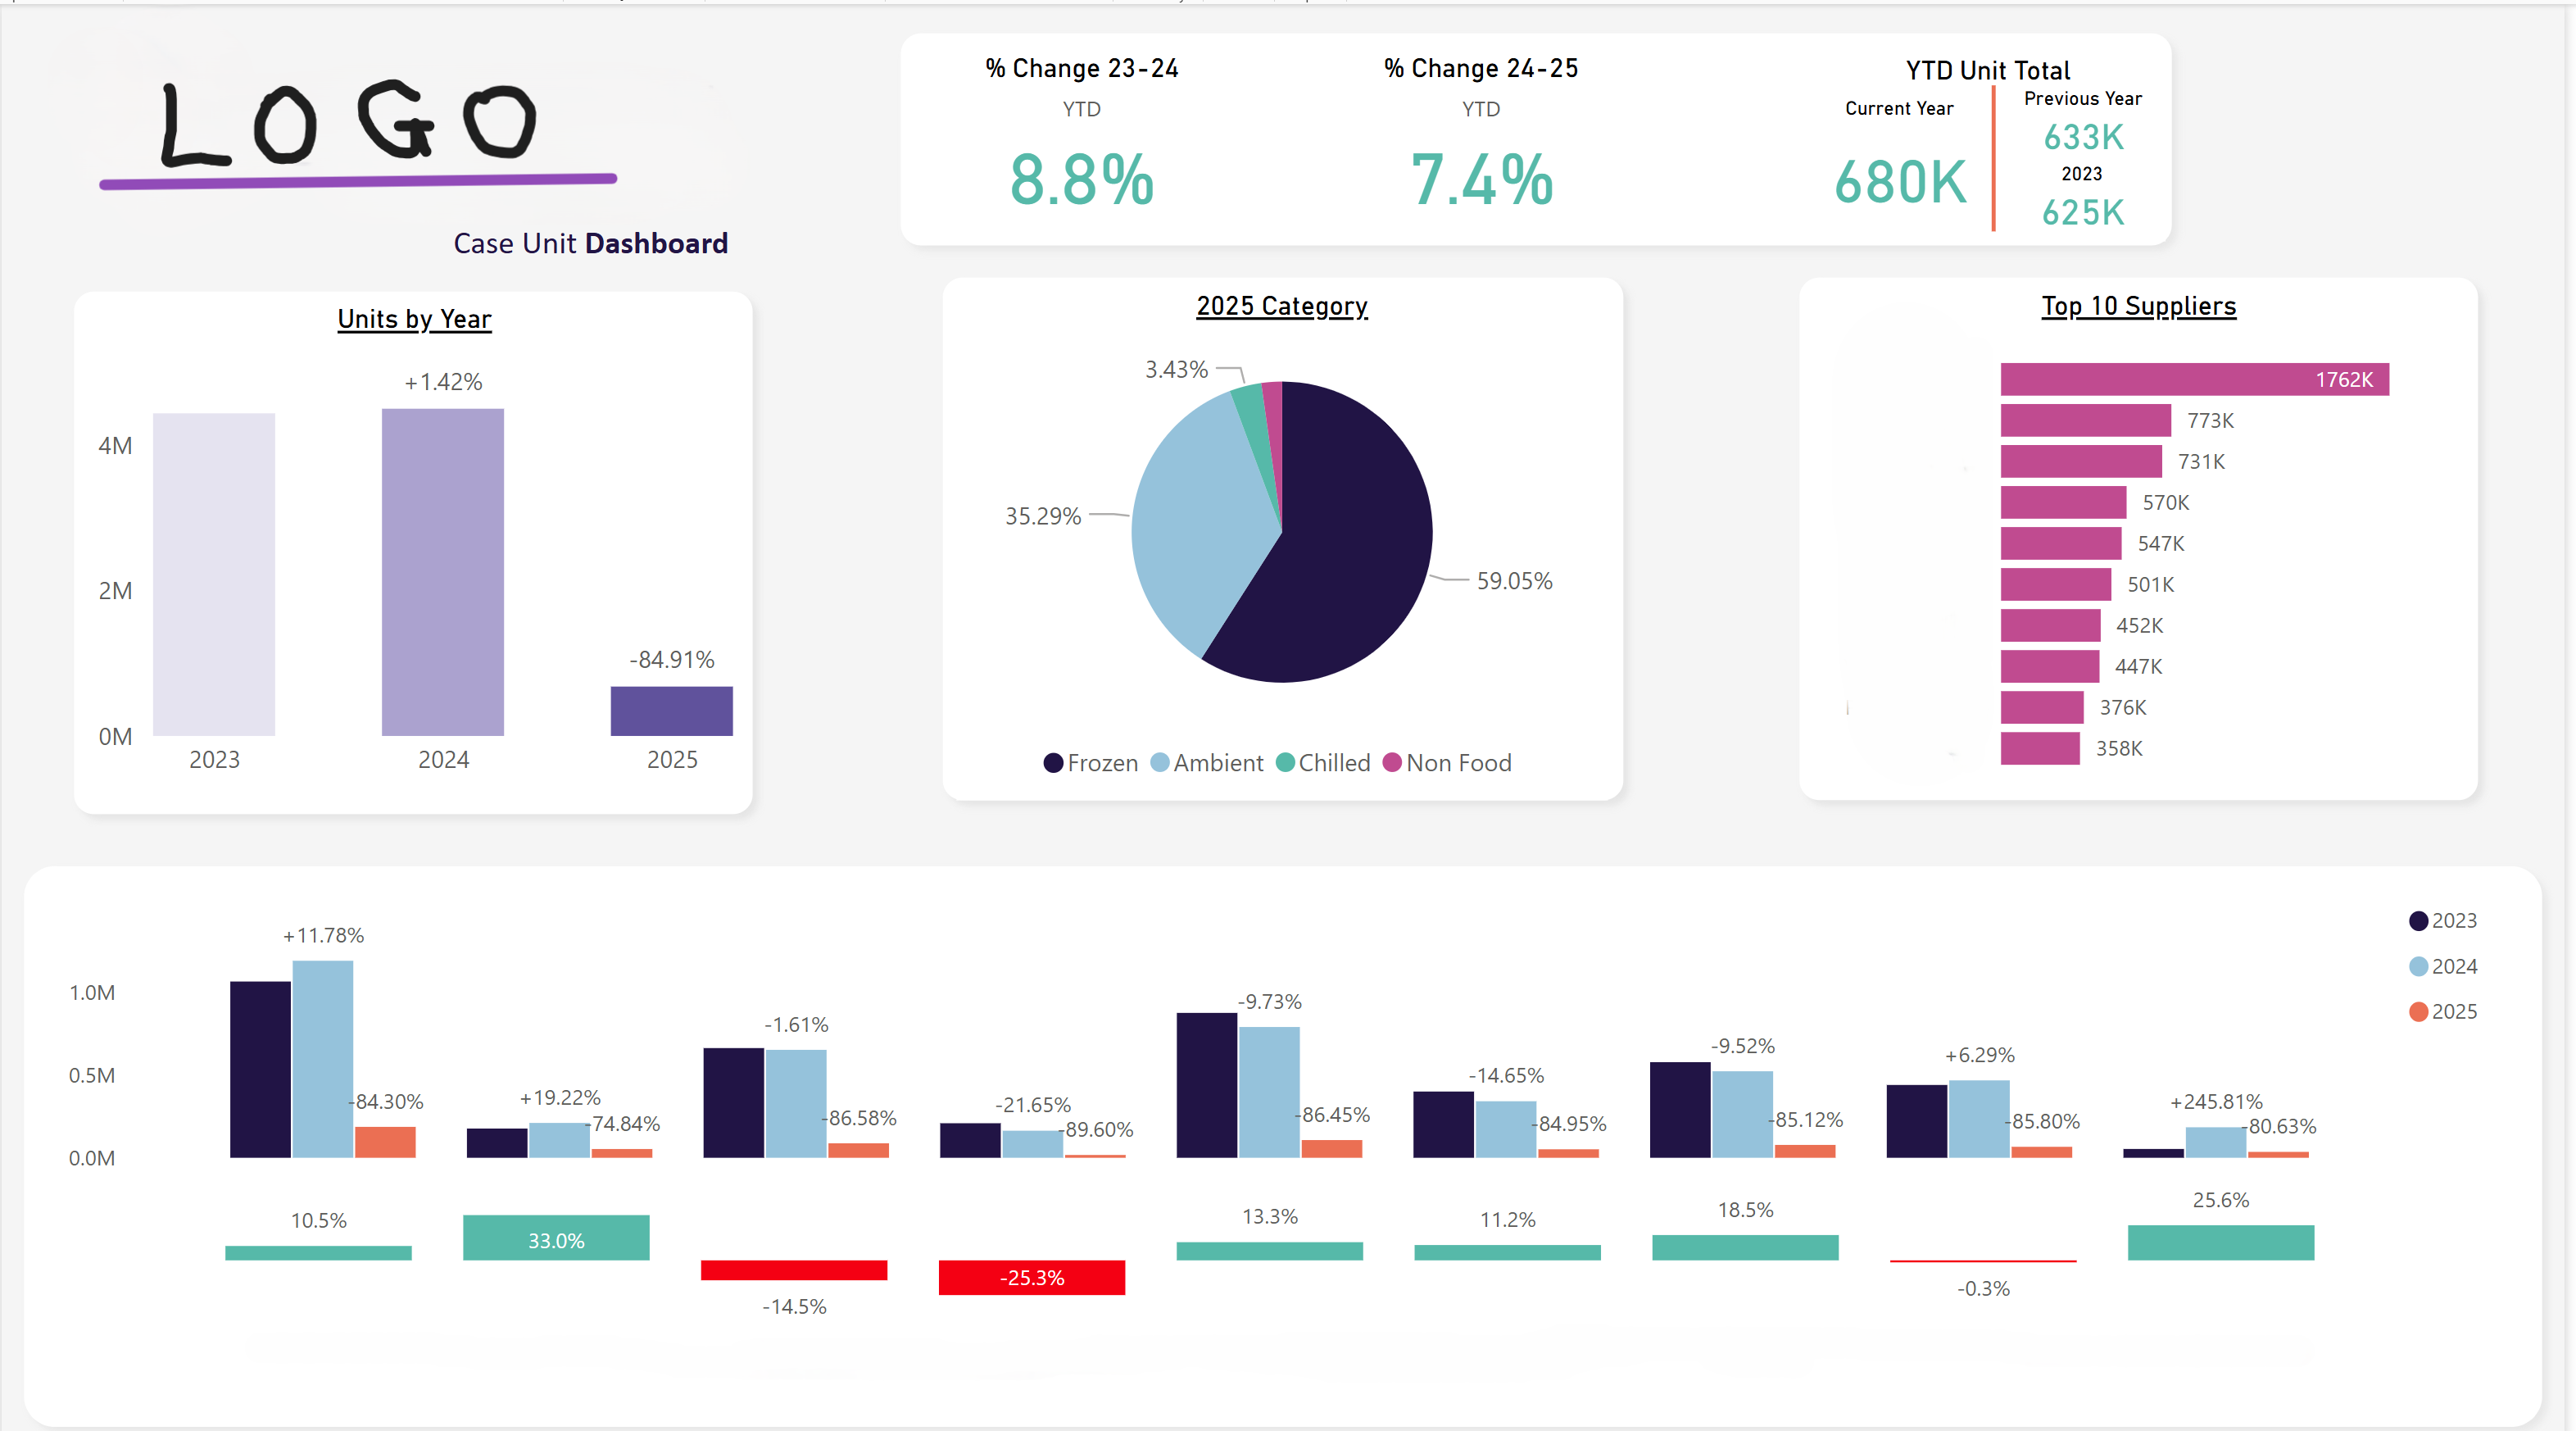 LOGO
Case Unit Dashboard
% Change 23-24
YTD
8.8%
% Change 24-25
YTD
7.4%
YTD Unit Total
Current Year
680K
Previous Year
633K
2023
625K
Units by Year
+1.42%
-84.91%
4M
2M
0M
2023
2024
2025
2025 Category
3.43%
35.29%
59.05%
Frozen
Ambient
Chilled
Non Food
Top 10 Suppliers
1762K
773K
731K
570K
547K
501K
452K
447K
376K
358K
2023
2024
2025
1.0M
0.5M
0.0M
+11.78%
-84.30%
+19.22%
-74.84%
-1.61%
-86.58%
-21.65%
-89.60%
-9.73%
-86.45%
-14.65%
-84.95%
-9.52%
-85.12%
+6.29%
-85.80%
+245.81%
-80.63%
10.5%
33.0%
-14.5%
-25.3%
13.3%
11.2%
18.5%
-0.3%
25.6%